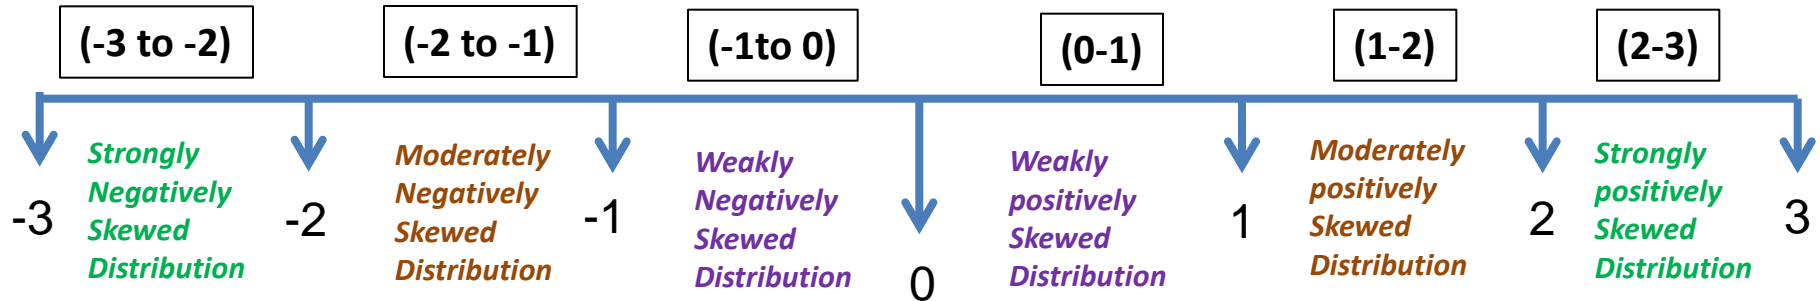 (-3 to -2)
(-2 to -1)
(-1to 0)
(0-1)
(1-2)
(2-3)
-3
Strongly
Negatively
Skewed
Distribution
-2
Moderately
Negatively
Skewed
Distribution
-1
Weakly
Negatively
Skewed
Distribution
0
Weakly
positively
Skewed
Distribution
1
Moderately
positively
Skewed
Distribution
2
Strongly
positively
Skewed
Distribution
3